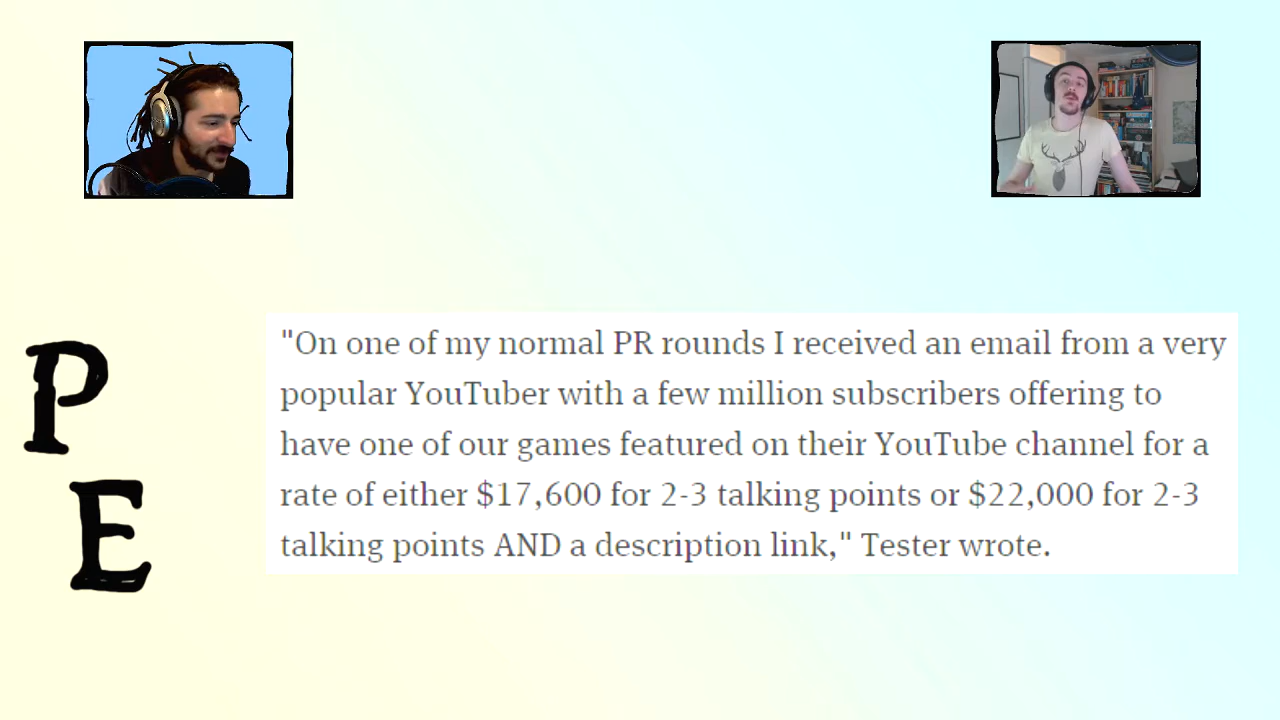 "On one of my normal PR rounds I received an email from a very
popular YouTuber with a few million subscribers offering to
have one of our games featured on their YouTube channel for a
rate of either $17,600 for 2-3 talking points or $22,000 for 2-3
talking points AND a description link," Tester wrote.
P
E